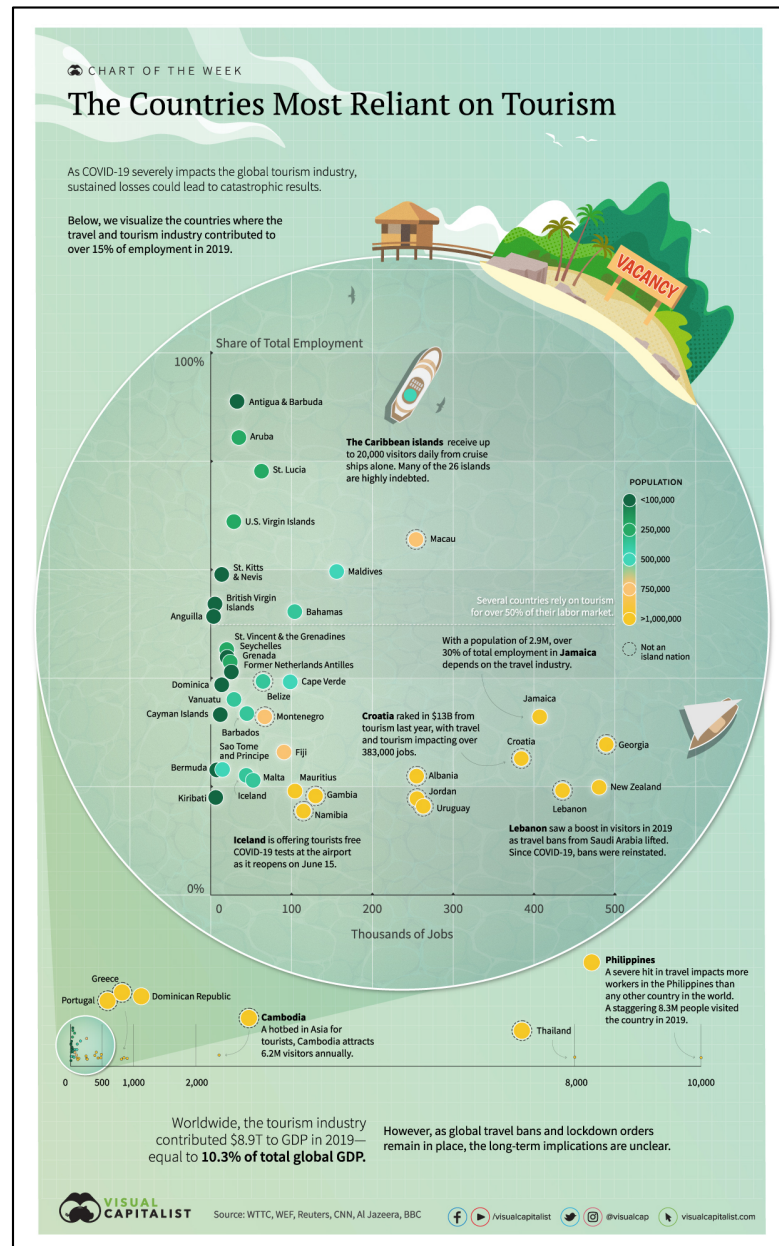 CHART OF THE WEEK
The Countries Most Reliant on Tourism
As COVID-19 severely impacts the global tourism industry,
sustained losses could lead to catastrophic results.
Below, we visualize the countries where the
travel and tourism industry contributed to
over 15% of employment in 2019.
VACANCY
Share of Total Employment
100%
Antigua & Barbuda
Aruba
The Caribbean islands receive up
to 20,000 visitors daily from cruise
ships alone. Many of the 26 islands
are highly indebted.
St. Lucia
POPULATION
<100,000
250,000
500,000
750,000
>1,000,000
Not an
island nation
U.S. Virgin Islands
Macau
St. Kitts
& Nevis
Maldives
British Virgin
Islands
Several countries rely on tourism
for over 50% of their labor market.
Anguilla
Bahamas
St. Vincent & the Grenadines
Seychelles
Grenada
Former Netherlands Antilles
With a population of 2.9M, over
30% of total employment in Jamaica
depends on the travel industry.
Dominica
Cape Verde
Vanuatu
Belize
Jamaica
Cayman Islands
Montenegro
Croatia raked in $13B from
tourism last year, with travel
and tourism impacting over
383,000 jobs.
Barbados
Sao Tome
and Principe
Fiji
Croatia
Georgia
Bermuda
Malta
Mauritius
Albania
Iceland
Gambia
Jordan
New Zealand
Kiribati
Namibia
Uruguay
Lebanon
Iceland is offering tourists free
COVID-19 tests at the airport
as it reopens on June 15.
Lebanon saw a boost in visitors in 2019
as travel bans from Saudi Arabia lifted.
Since COVID-19, bans were reinstated.
0%
0 100 200 300 400 500
Thousands of Jobs
Philippines
A severe hit in travel impacts more
workers in the Philippines than
any other country in the world.
A staggering 8.3M people visited
the country in 2019.
Greece
Portugal
Dominican Republic
Cambodia
A hotbed in Asia for
tourists, Cambodia attracts
6.2M visitors annually.
Thailand
0 500 1,000 2,000 8,000 10,000
Worldwide, the tourism industry
contributed $8.9T to GDP in 2019—
equal to 10.3% of total global GDP.
However, as global travel bans and lockdown orders
remain in place, the long-term implications are unclear.
VISUAL
CAPITALIST
Source: WTTC, WEF, Reuters, CNN, Al Jazeera, BBC
/visualcapitalist
@visualcap
visualcapitalist.com